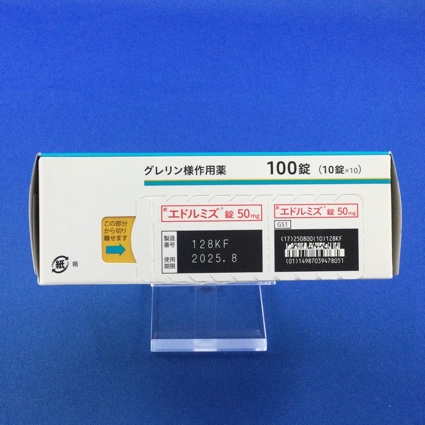 グレリン様作用薬 100錠 (10錠×10)
この部分
から切り
離せます
エドルミズ®錠 50mg
製造
番号 128KF
使用
期限 2025.8
エドルミズ®錠 50mg
GS1
(17)250800(10)128KF
(01)14987039478051
紙 箱